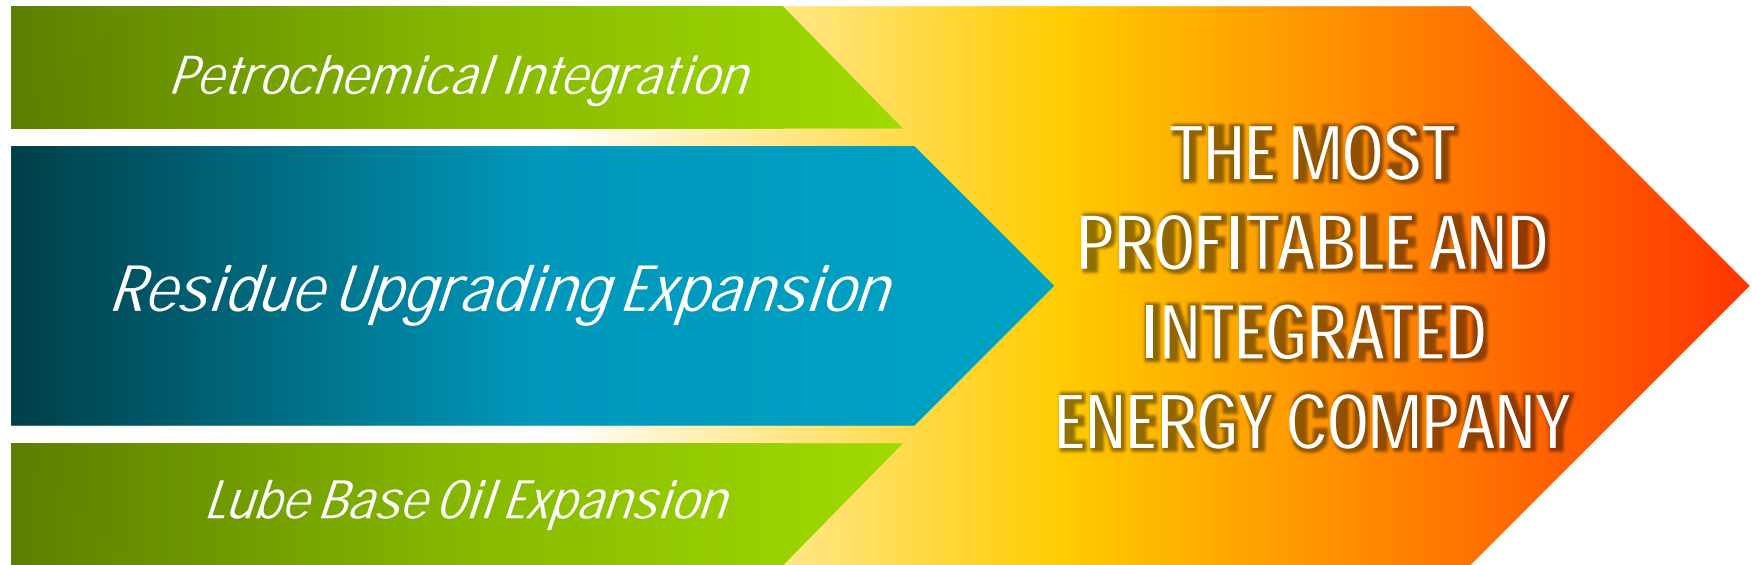 Petrochemical Integration
Residue Upgrading Expansion
Lube Base Oil Expansion
THE MOST
PROFITABLE AND
INTEGRATED
ENERGY COMPANY